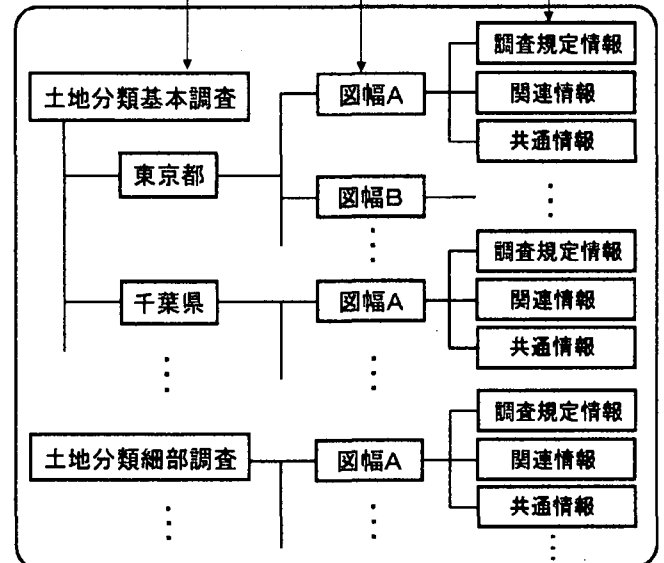 調査規定情報
土地分類基本調査
図幅A
関連情報
共通情報
東京都
図幅B
調査規定情報
千葉県
図幅A
関連情報
共通情報
調査規定情報
土地分類細部調査
図幅A
関連情報
共通情報